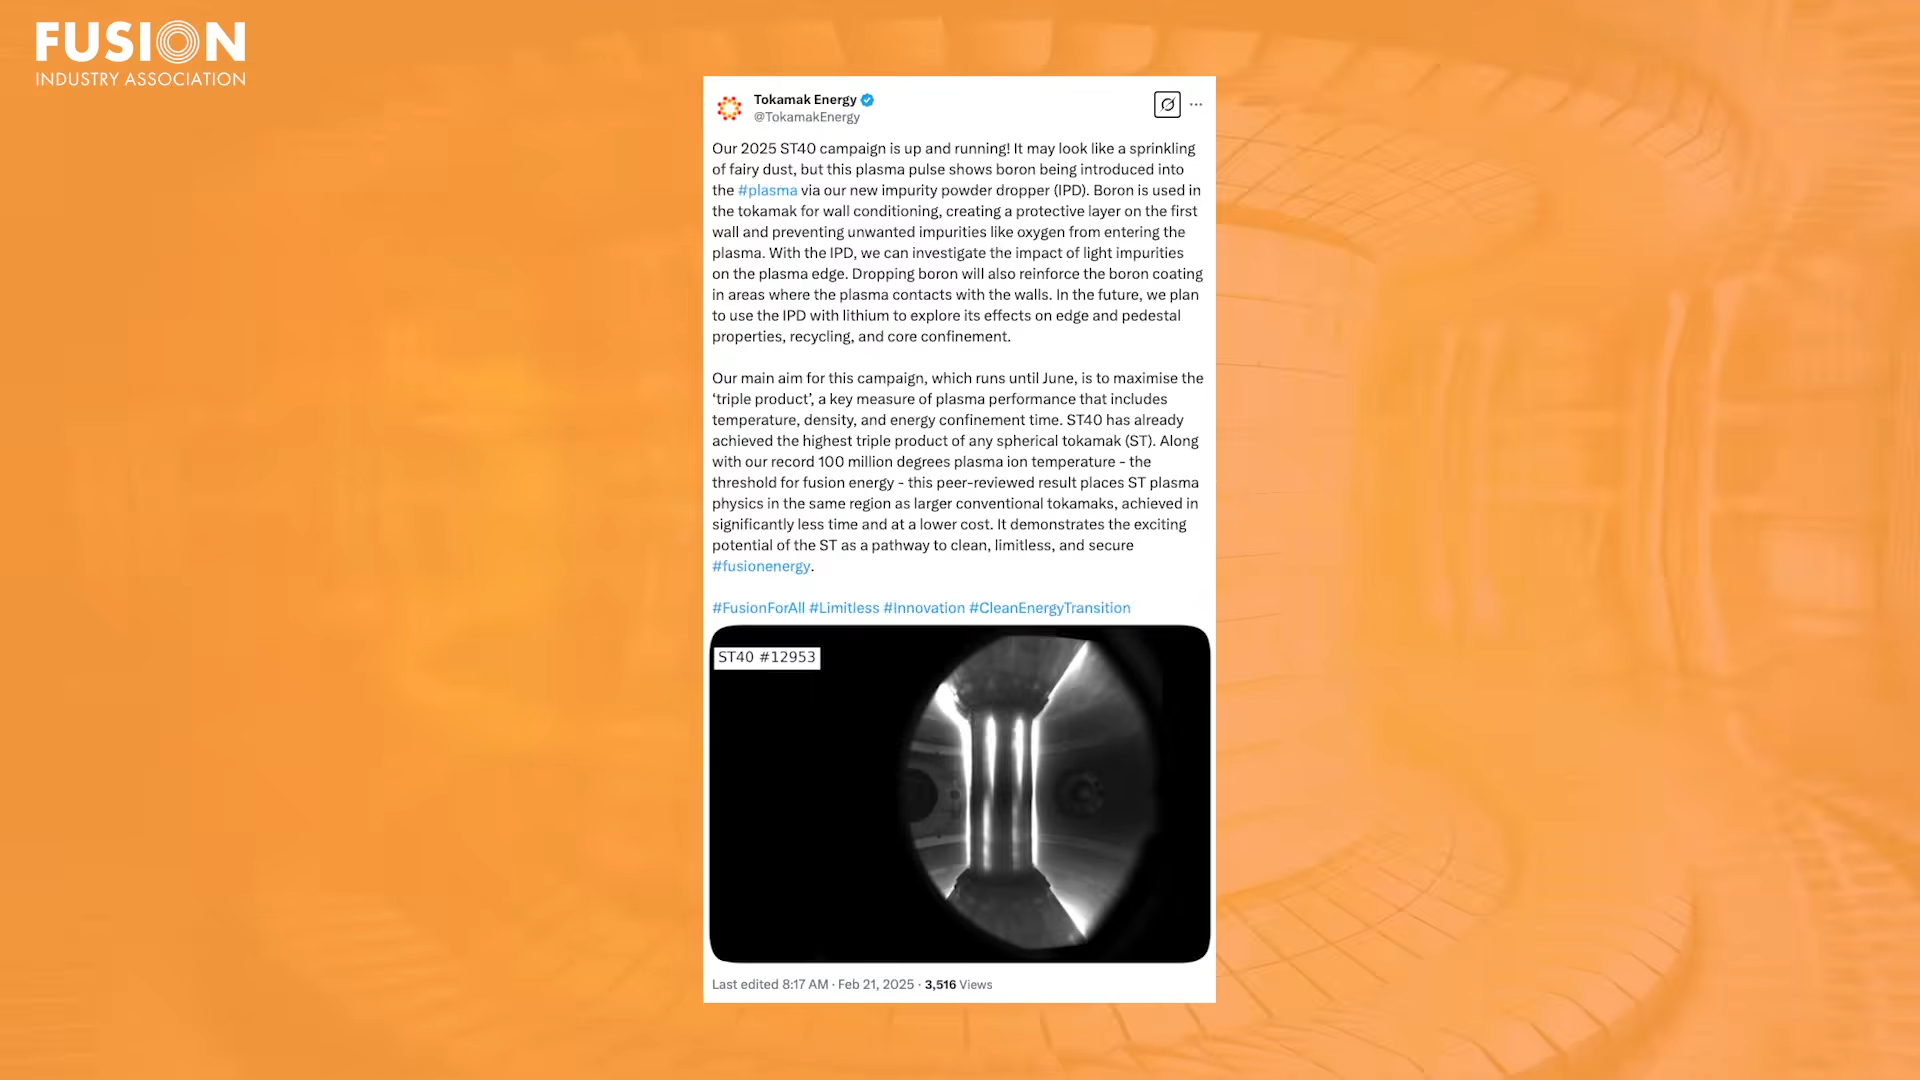 FUSION
INDUSTRY ASSOCIATION
Tokamak Energy
@TokamakEnergy
Our 2025 ST40 campaign is up and running! It may look like a sprinkling
of fairy dust, but this plasma pulse shows boron being introduced into
the #plasma via our new impurity powder dropper (IPD). Boron is used in
the tokamak for wall conditioning, creating a protective layer on the first
wall and preventing unwanted impurities like oxygen from entering the
plasma. With the IPD, we can investigate the impact of light impurities
on the plasma edge. Dropping boron will also reinforce the boron coating
in areas where the plasma contacts with the walls. In the future, we plan
to use the IPD with lithium to explore its effects on edge and pedestal
properties, recycling, and core confinement.
Our main aim for this campaign, which runs until June, is to maximise the
‘triple product’, a key measure of plasma performance that includes
temperature, density, and energy confinement time. ST40 has already
achieved the highest triple product of any spherical tokamak (ST). Along
with our record 100 million degrees plasma ion temperature - the
threshold for fusion energy - this peer-reviewed result places ST plasma
physics in the same region as larger conventional tokamaks, achieved in
significantly less time and at a lower cost. It demonstrates the exciting
potential of the ST as a pathway to clean, limitless, and secure
#fusionenergy.
#FusionForAll #Limitless #Innovation #CleanEnergyTransition
ST40 #12953
Last edited 8:17 AM · Feb 21, 2025 · 3,516 Views